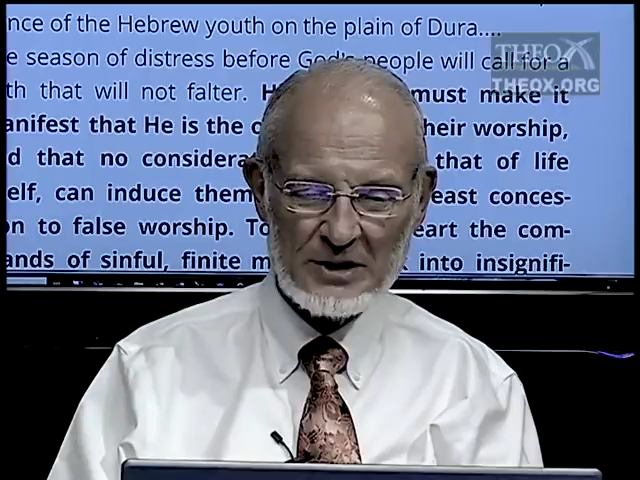 nce of the Hebrew youth on the plain of Dura....
e season of distress before God's people will call for a
th that will not falter. must make it
anifest that He is the heir worship,
d that no that of life
elf, can induce them east conces-
on to false worship. eart the com-
ands of sinful, finite into insignifi-
THEOX
THEOX.ORG